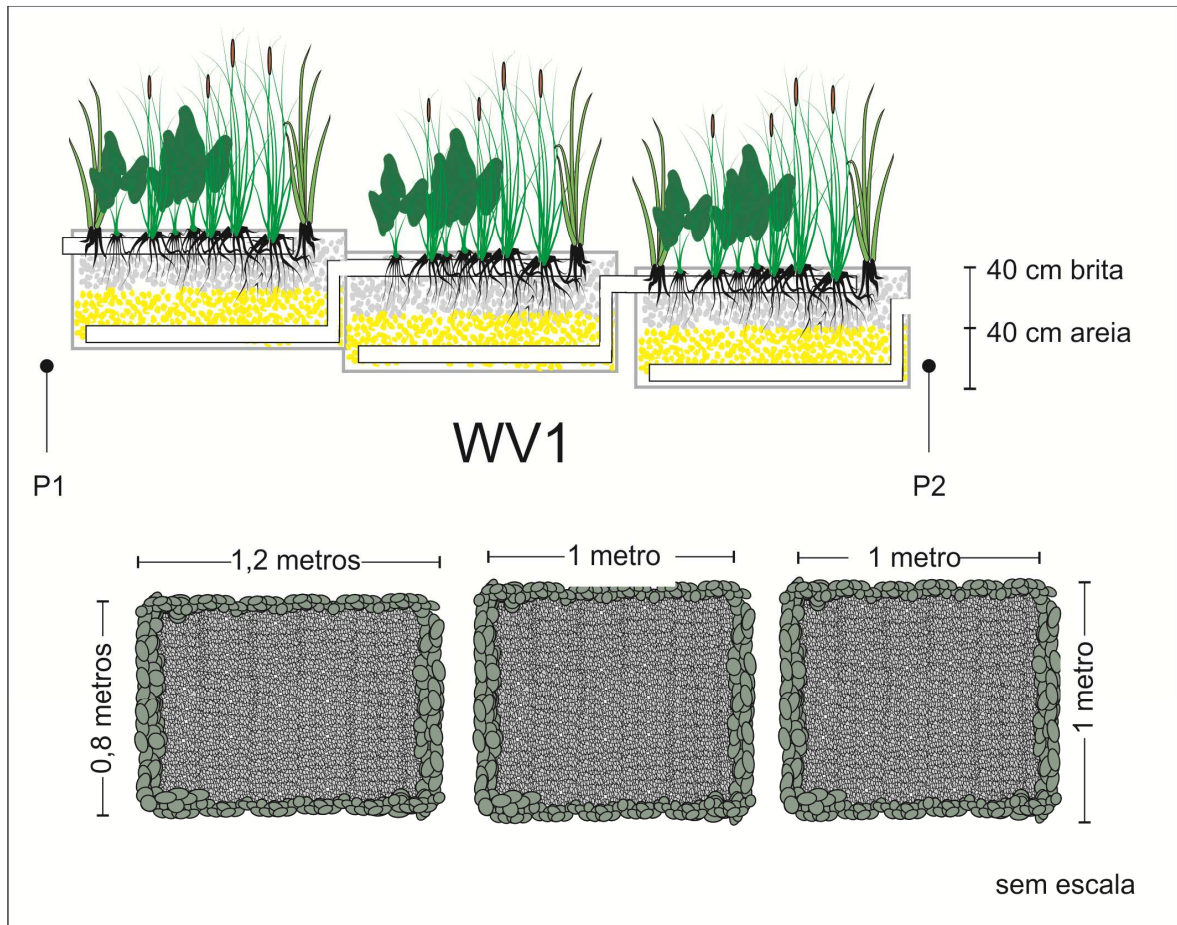 40 cm brita
40 cm areia
WV1
P1
P2
1,2 metros
1 metro
1 metro
0,8 metros
1 metro
sem escala